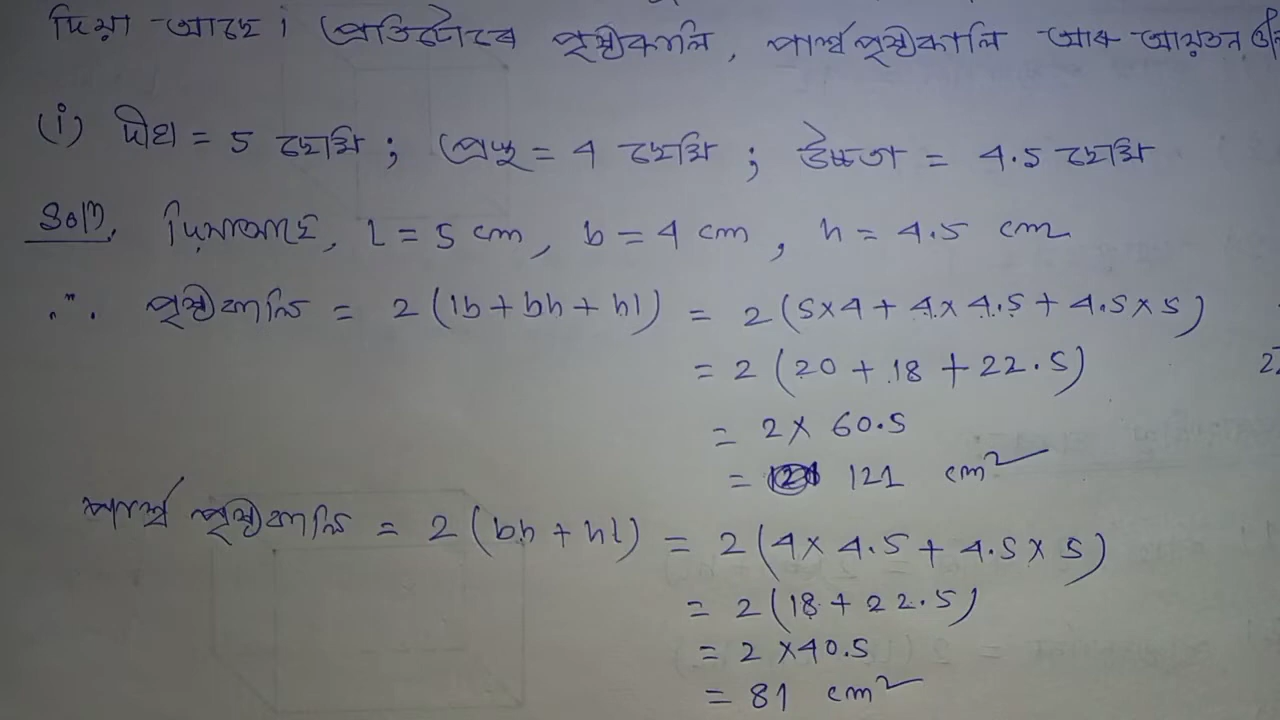 দিয়া আছে। প্ৰতিটোৰে পৃষ্ঠকালি, পাৰ্শ্বপৃষ্ঠকালি আৰু আয়তন
(i) দীঘ = 5 ছেমি ; প্ৰস্থ = 4 ছেমি ; উচ্চতা = 4.5 ছেমি
Soln, দিয়াআছে, l = 5 cm, b = 4 cm, h = 4.5 cm
∴ পৃষ্ঠকালি = 2(lb + bh + hl) = 2(5×4 + 4×4.5 + 4.5×5)
= 2(20 + 18 + 22.5)
= 2× 60.5
= 121 cm²
পাৰ্শ্ব পৃষ্ঠকালি = 2(bh + hl) = 2(4× 4.5 + 4.5×5)
= 2(18 + 22.5)
= 2 ×40.5
= 81 cm²